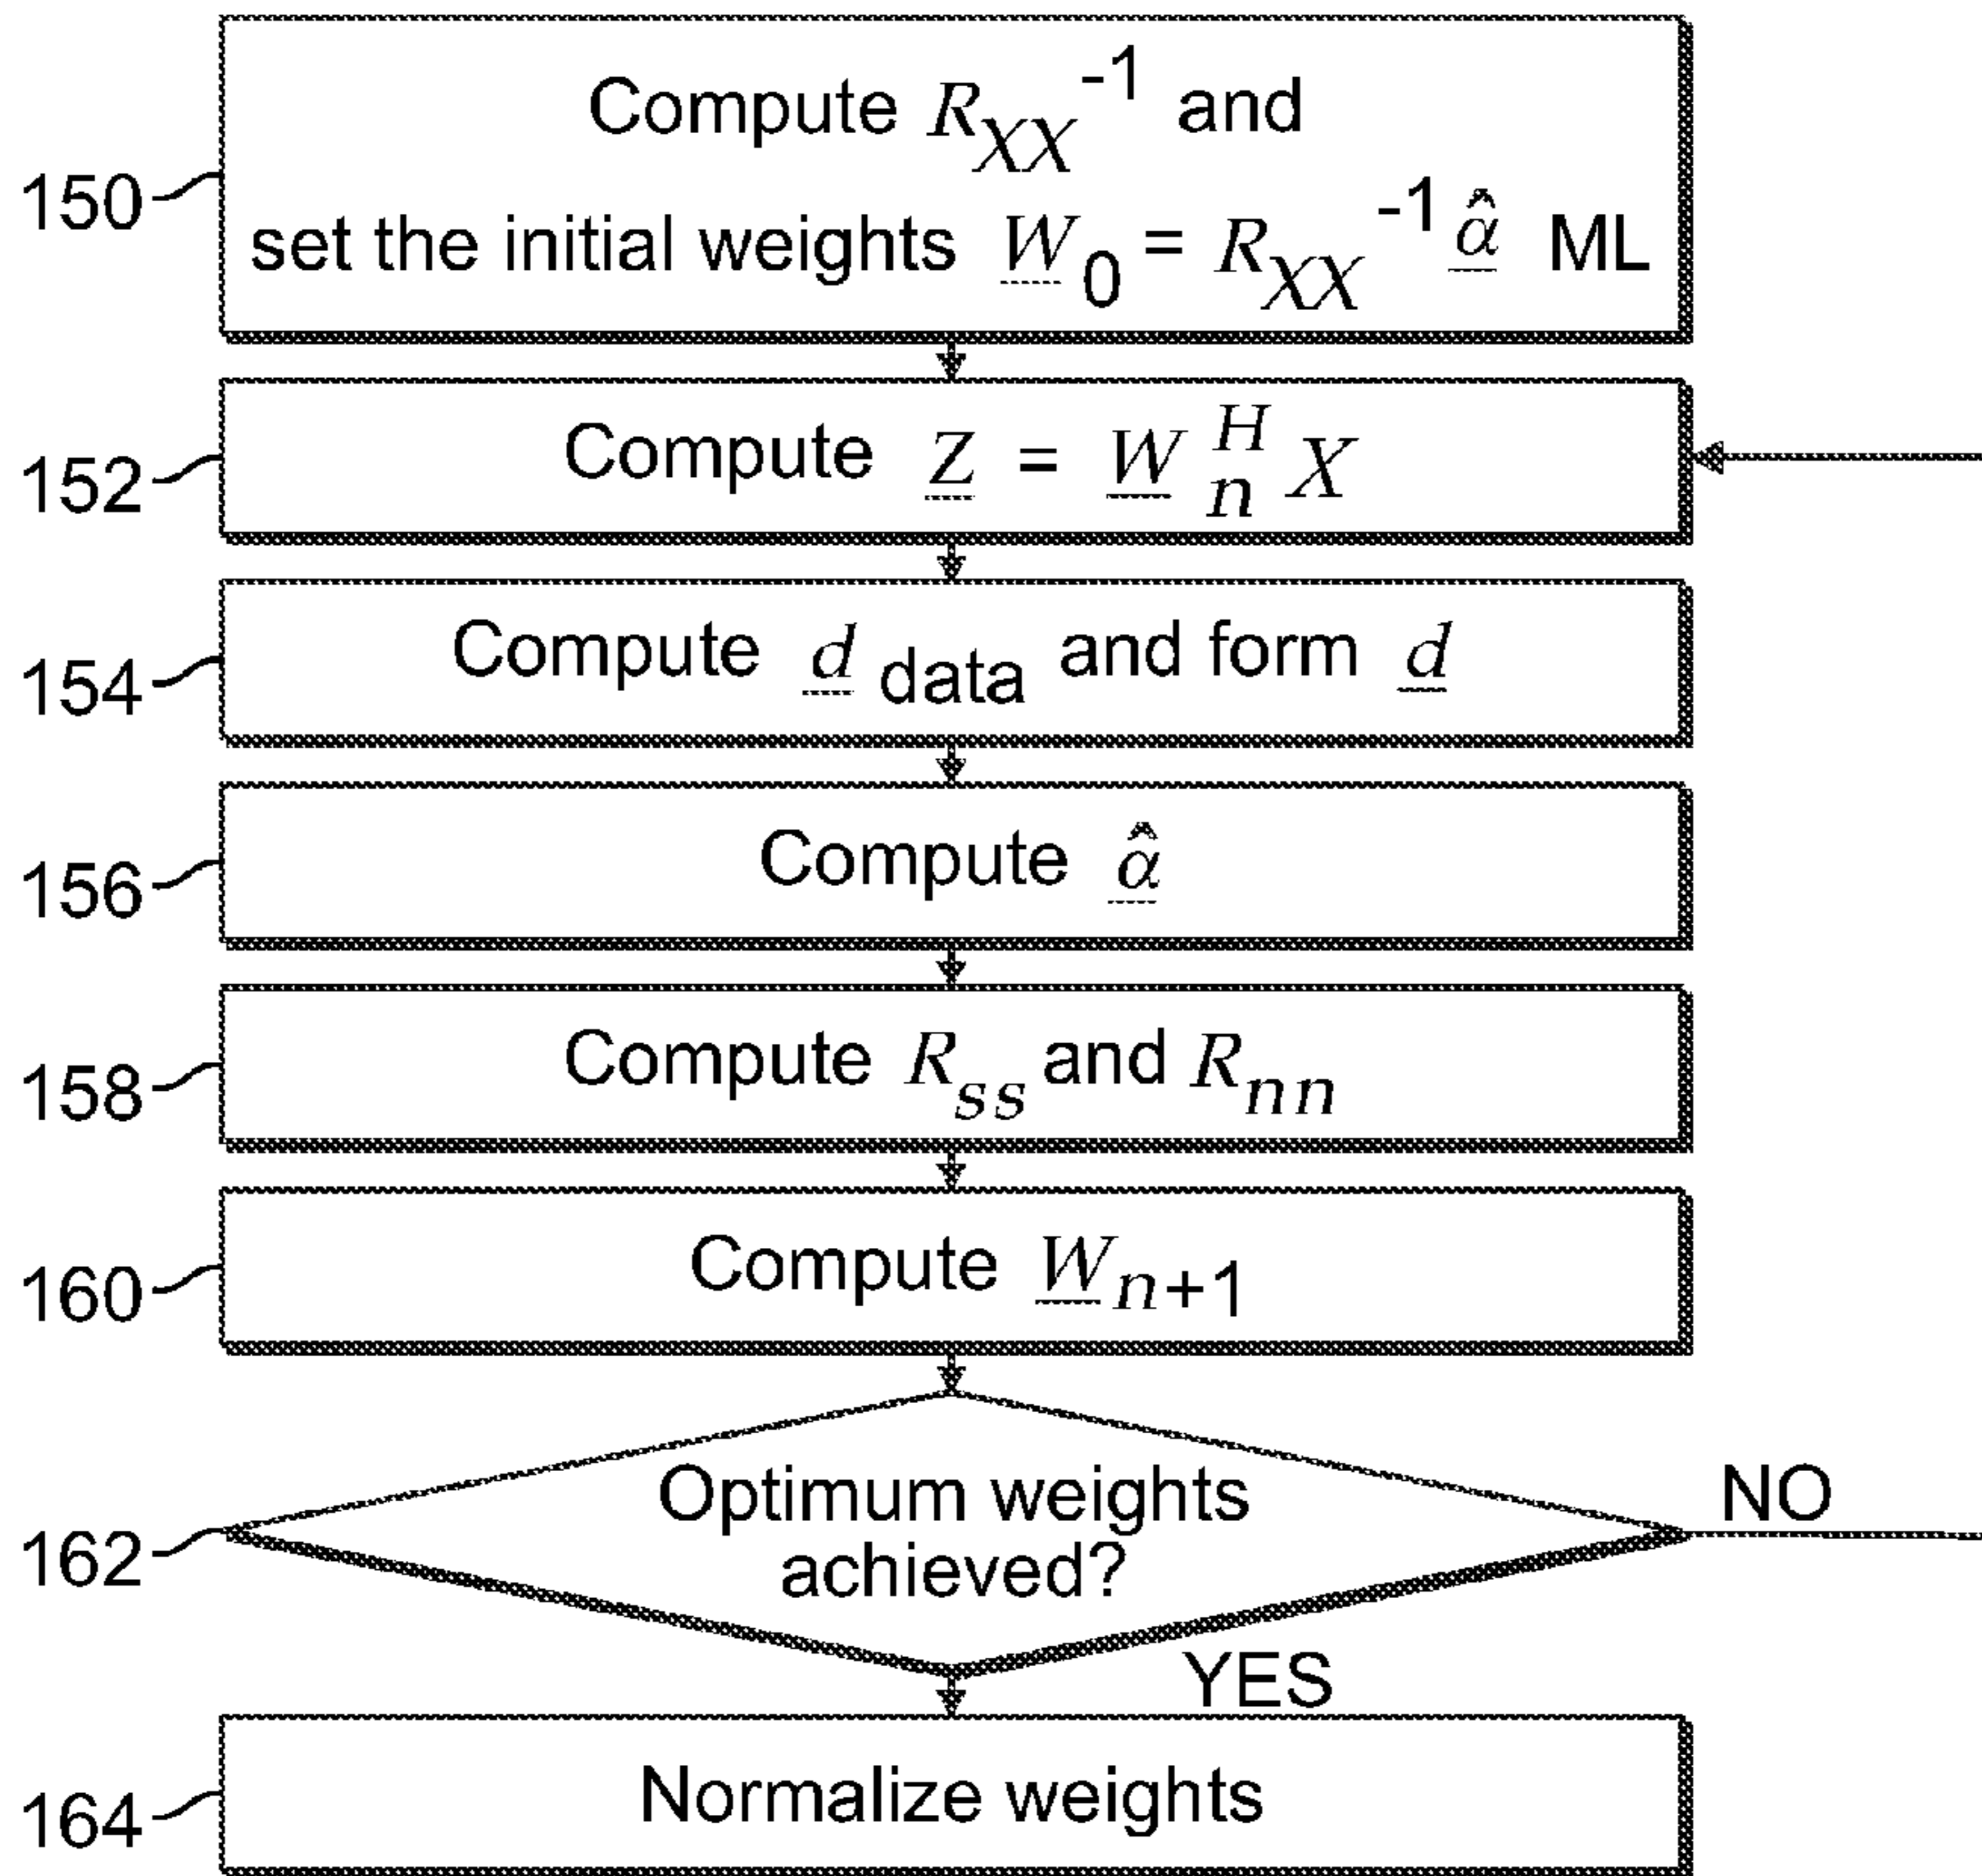 Compute R_XX^-1 and
150
set the initial weights W_0 = R_XX^-1 α̂ ML
152
Compute Z = W_n^H X
154
Compute d data and form d
156
Compute α̂
158
Compute R_ss and R_nn
160
Compute W_n+1
162
Optimum weights
achieved?
NO
YES
164
Normalize weights